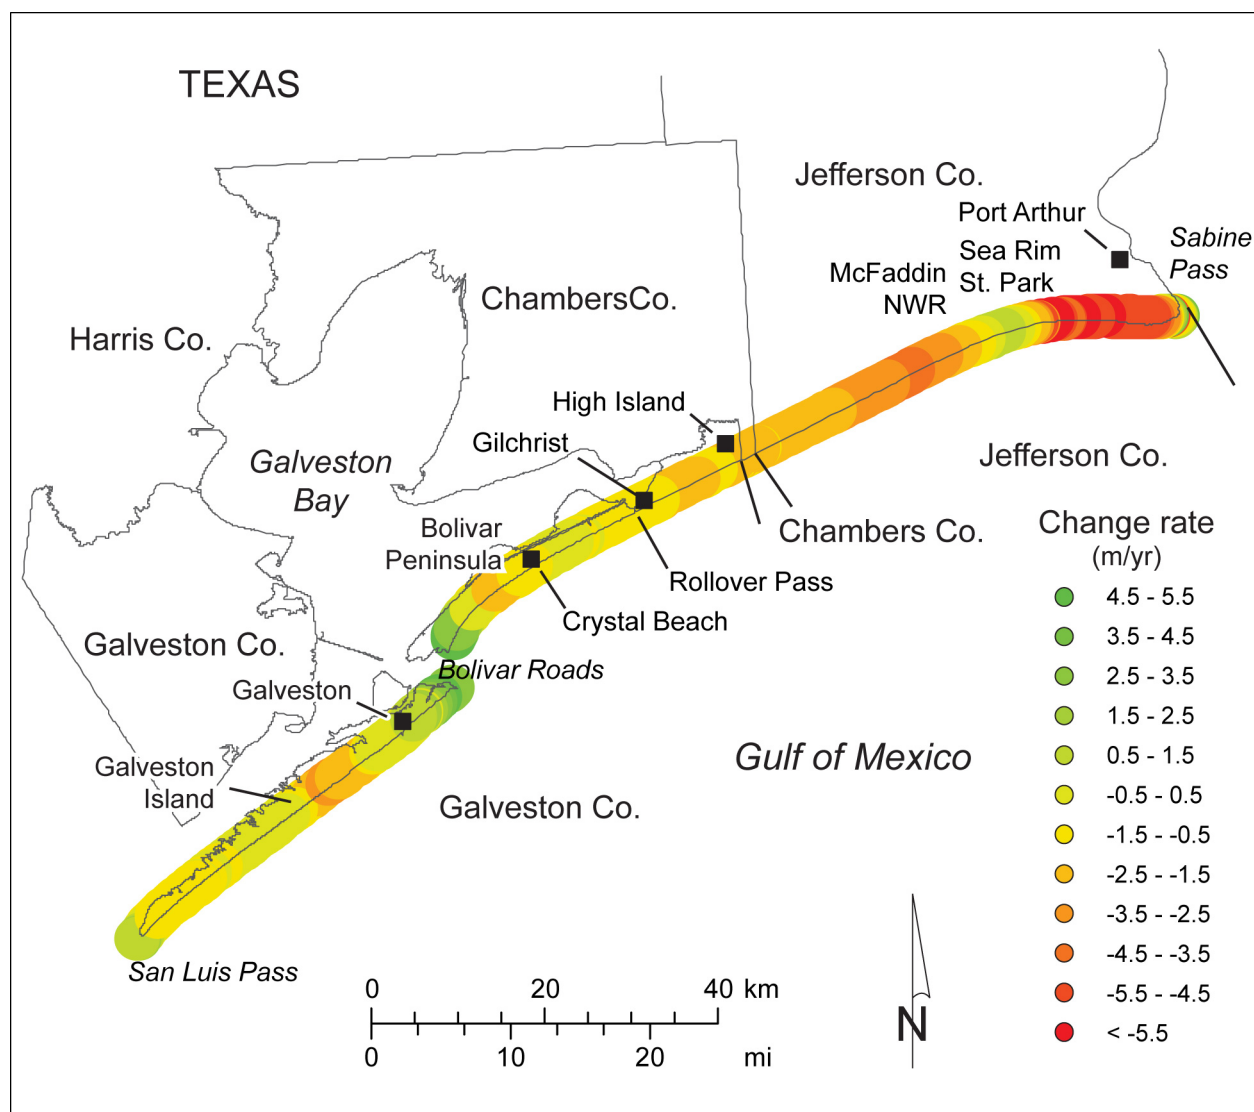 TEXAS
Jefferson Co.
Port Arthur
Sabine
Pass
Sea Rim
St. Park
McFaddin
NWR
ChambersCo.
Harris Co.
High Island
Gilchrist
Galveston
Bay
Jefferson Co.
Bolivar
Peninsula
Chambers Co.
Rollover Pass
Crystal Beach
Galveston Co.
Bolivar Roads
Galveston
Galveston
Island
Gulf of Mexico
Galveston Co.
San Luis Pass
Change rate
(m/yr)
4.5 - 5.5
3.5 - 4.5
2.5 - 3.5
1.5 - 2.5
0.5 - 1.5
-0.5 - 0.5
-1.5 - -0.5
-2.5 - -1.5
-3.5 - -2.5
-4.5 - -3.5
-5.5 - -4.5
< -5.5
0 20 40 km
0 10 20 mi
N